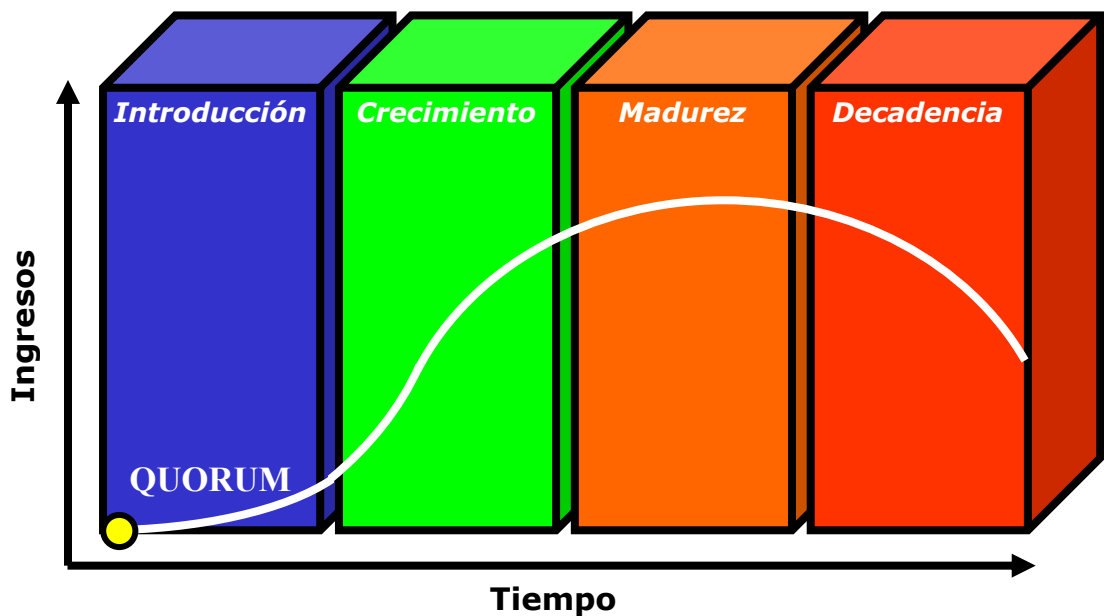 Introducción
Crecimiento
Madurez
Decadencia
Ingresos
QUORUM
Tiempo